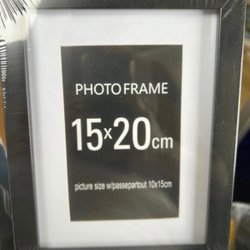 PHOTO FRAME
15x20cm
picture size w/passepartout 10x15cm